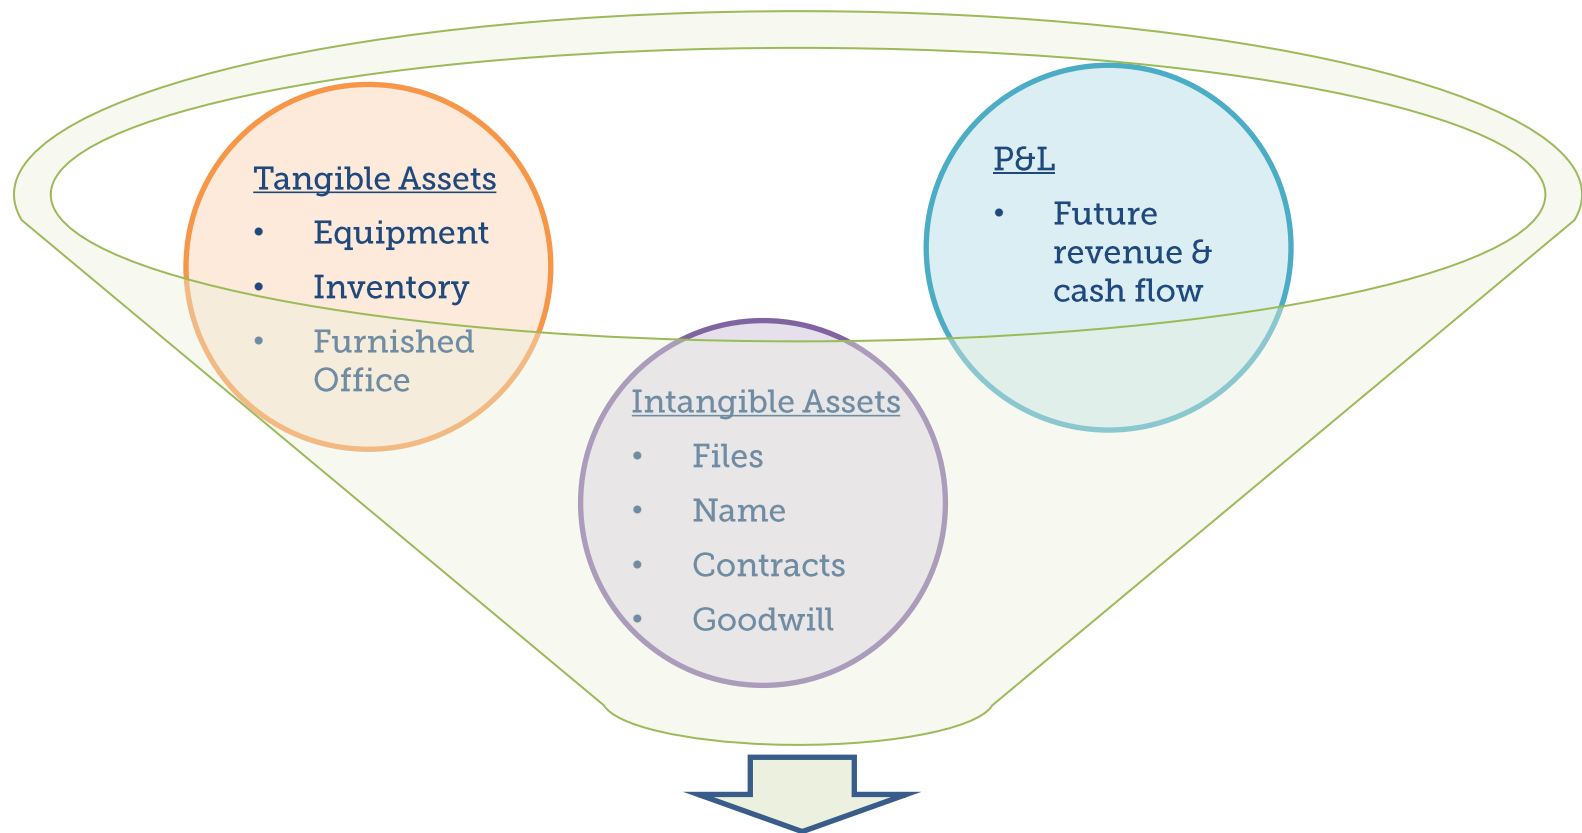 Tangible Assets
• Equipment
• Inventory
• Furnished
Office
P&L
• Future
revenue &
cash flow
Intangible Assets
• Files
• Name
• Contracts
• Goodwill